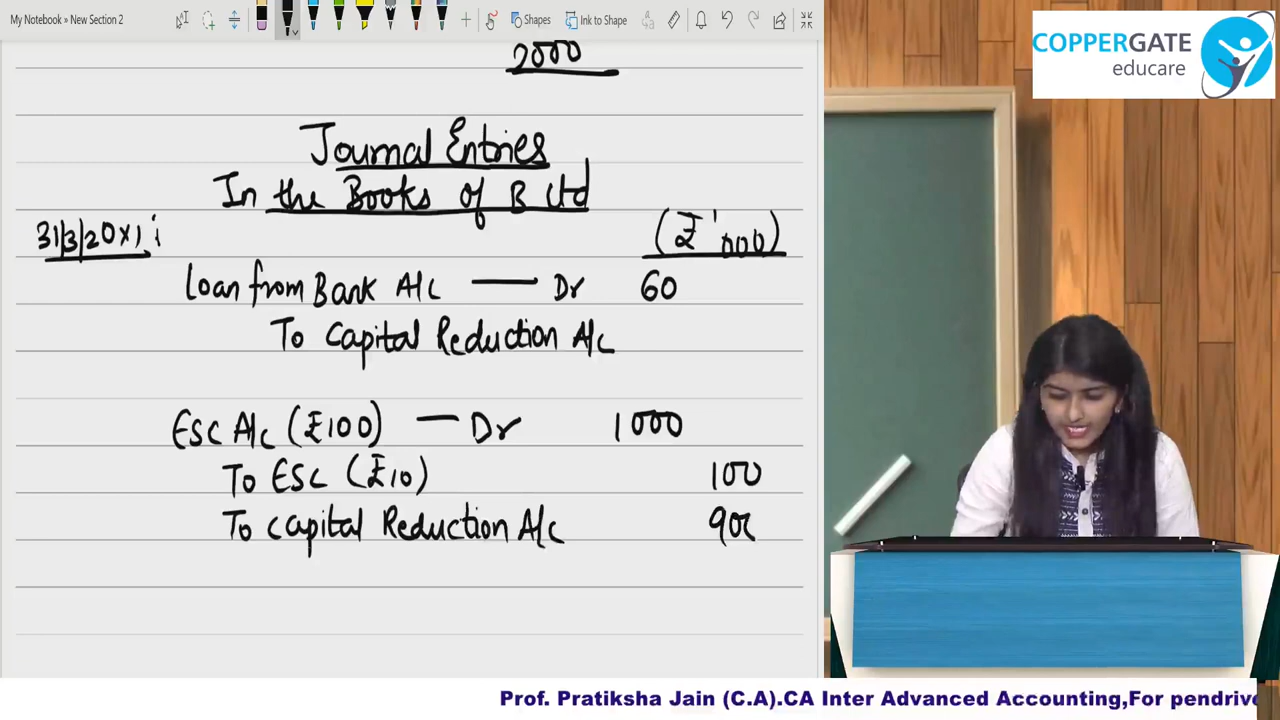 My Notebook » New Section 2
Shapes
Ink to Shape
COPPERGATE
educare
2000
Journal Entries
In the Books of B Ltd
31/3/20X1:
(₹'000)
Loan from Bank A/c — Dr 60
To Capital Reduction A/c
ESC A/c (₹100) — Dr 1000
To ESC (₹10) 100
To Capital Reduction A/c 900
Prof. Pratiksha Jain (C.A).CA Inter Advanced Accounting,For pendrive